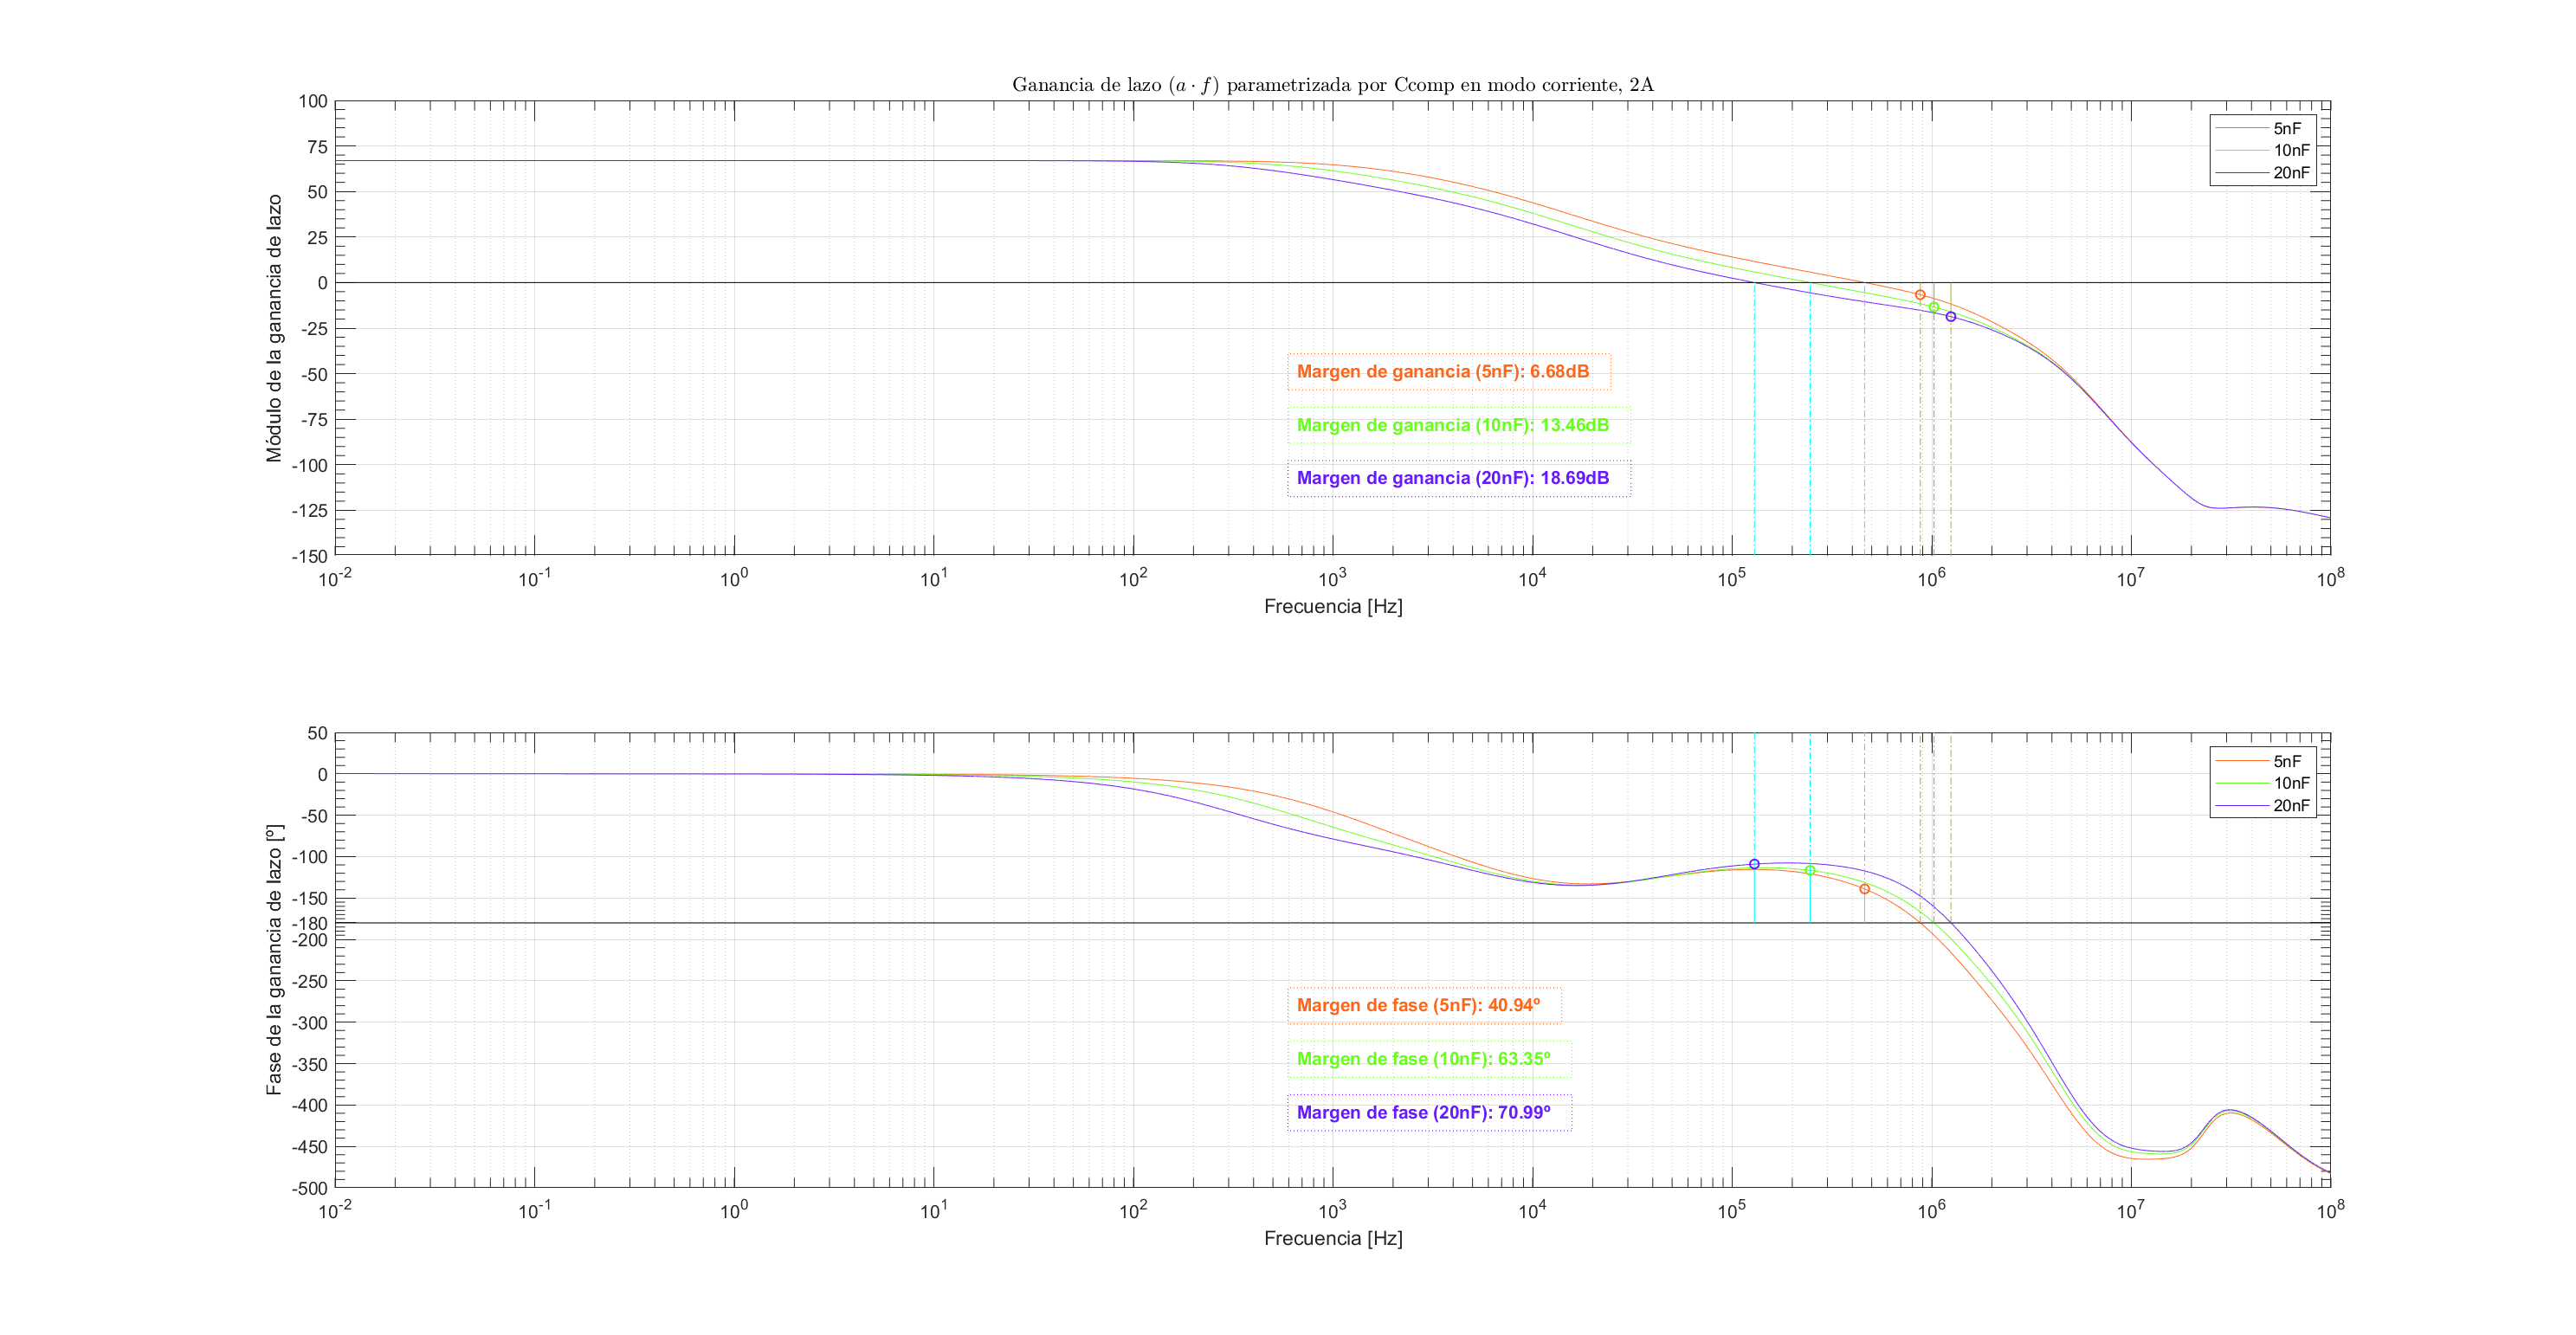 Ganancia de lazo (a · f) parametrizada por Ccomp en modo corriente, 2A
Módulo de la ganancia de lazo
100
75
50
25
0
-25
-50
-75
-100
-125
-150
5nF
10nF
20nF
Margen de ganancia (5nF): 6.68dB
Margen de ganancia (10nF): 13.46dB
Margen de ganancia (20nF): 18.69dB
10-2 10-1 100 101 102 103 104 105 106 107 108
Frecuencia [Hz]
Fase de la ganancia de lazo [º]
50
0
-50
-100
-150
-180
-200
-250
-300
-350
-400
-450
-500
5nF
10nF
20nF
Margen de fase (5nF): 40.94º
Margen de fase (10nF): 63.35º
Margen de fase (20nF): 70.99º
10-2 10-1 100 101 102 103 104 105 106 107 108
Frecuencia [Hz]